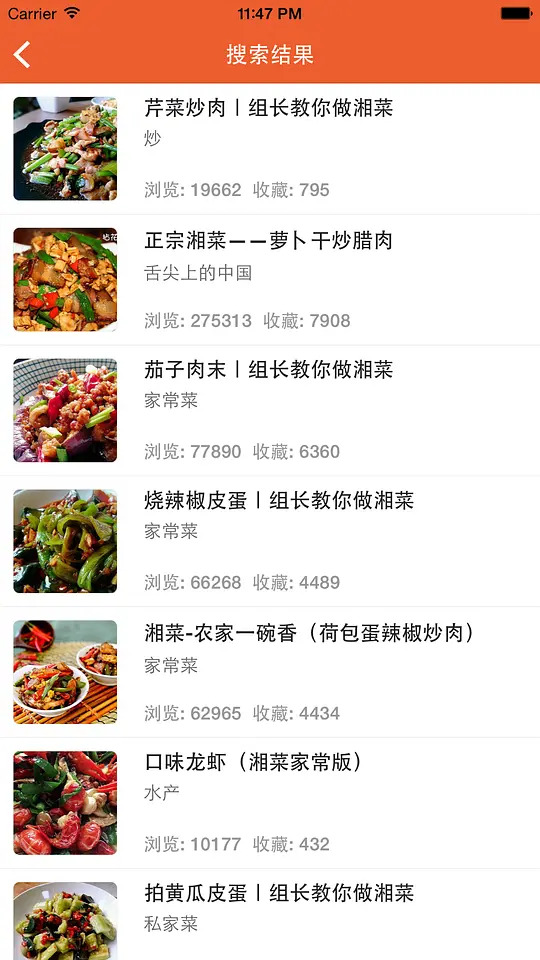 Carrier 11:47 PM
搜索结果
芹菜炒肉丨组长教你做湘菜
炒
浏览: 19662 收藏: 795
正宗湘菜——萝卜干炒腊肉
舌尖上的中国
浏览: 275313 收藏: 7908
茄子肉末丨组长教你做湘菜
家常菜
浏览: 77890 收藏: 6360
烧辣椒皮蛋丨组长教你做湘菜
家常菜
浏览: 66268 收藏: 4489
湘菜-农家一碗香（荷包蛋辣椒炒肉）
家常菜
浏览: 62965 收藏: 4434
口味龙虾（湘菜家常版）
水产
浏览: 10177 收藏: 432
拍黄瓜皮蛋丨组长教你做湘菜
私家菜